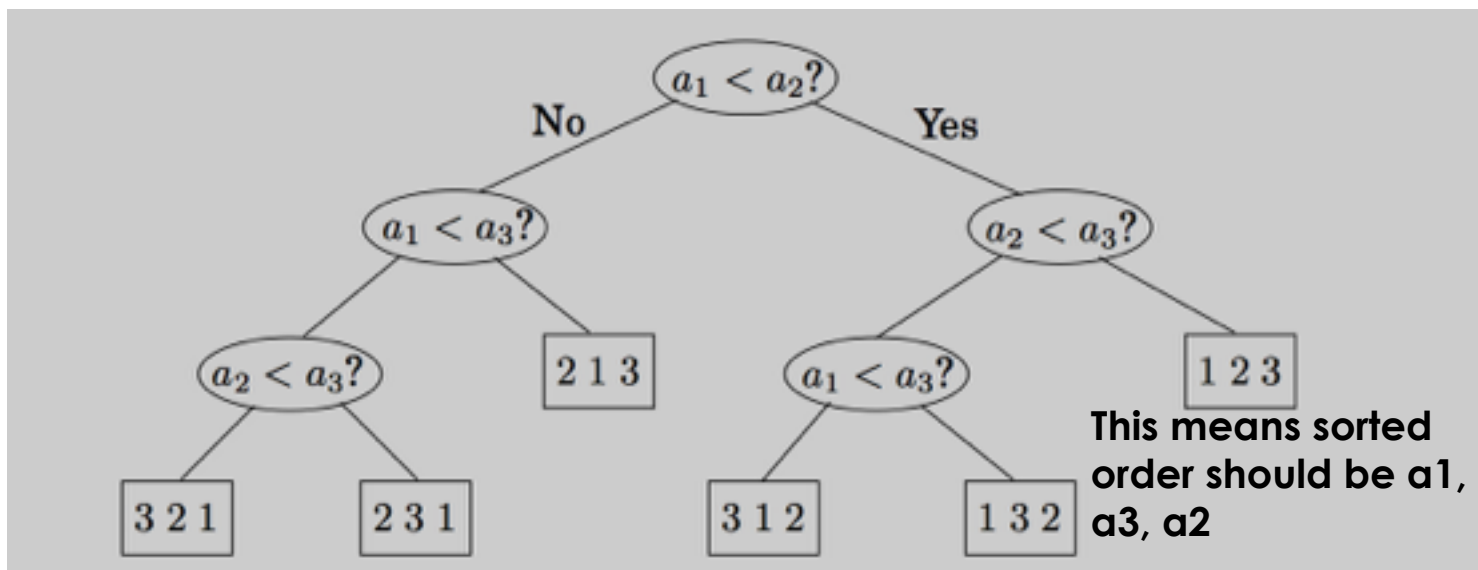 a₁ < a₂?
No
Yes
a₁ < a₃?
a₂ < a₃?
a₂ < a₃?
2 1 3
a₁ < a₃?
1 2 3
This means sorted
order should be a1,
a3, a2
3 2 1
2 3 1
3 1 2
1 3 2